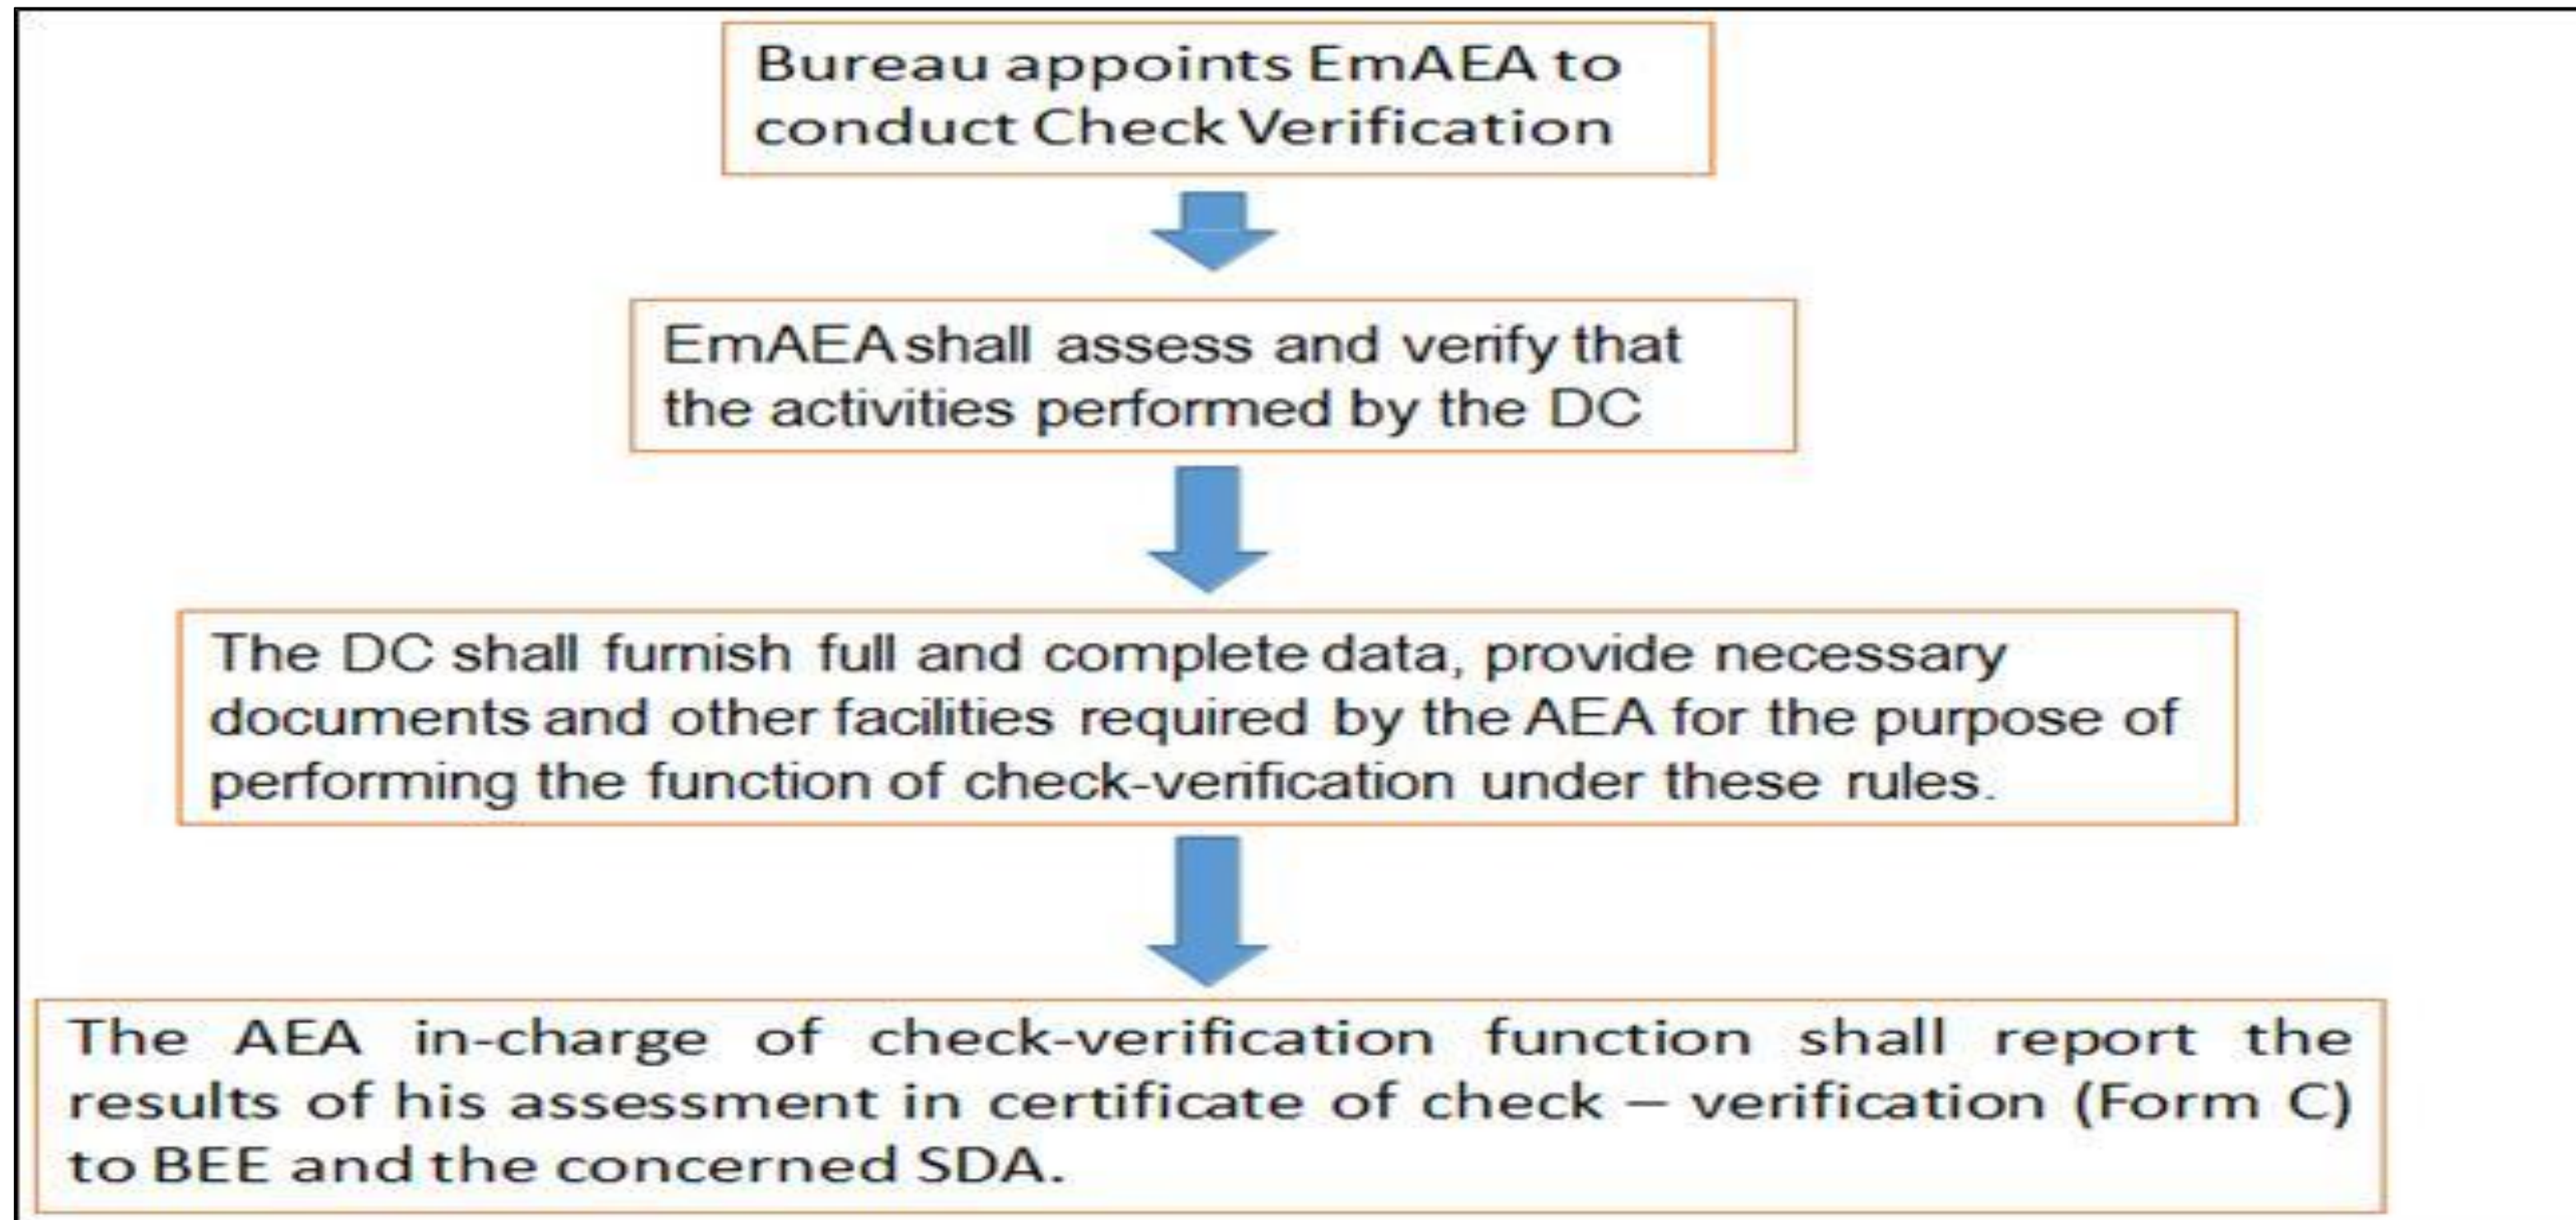 Bureau appoints EmAEA to
conduct Check Verification
EmAEA shall assess and verify that
the activities performed by the DC
The DC shall furnish full and complete data, provide necessary
documents and other facilities required by the AEA for the purpose of
performing the function of check-verification under these rules.
The AEA in-charge of check-verification function shall report the
results of his assessment in certificate of check – verification (Form C)
to BEE and the concerned SDA.